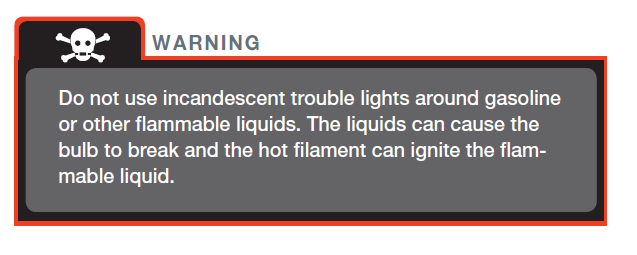 WARNING
Do not use incandescent trouble lights around gasoline
or other flammable liquids. The liquids can cause the
bulb to break and the hot filament can ignite the flam-
mable liquid.